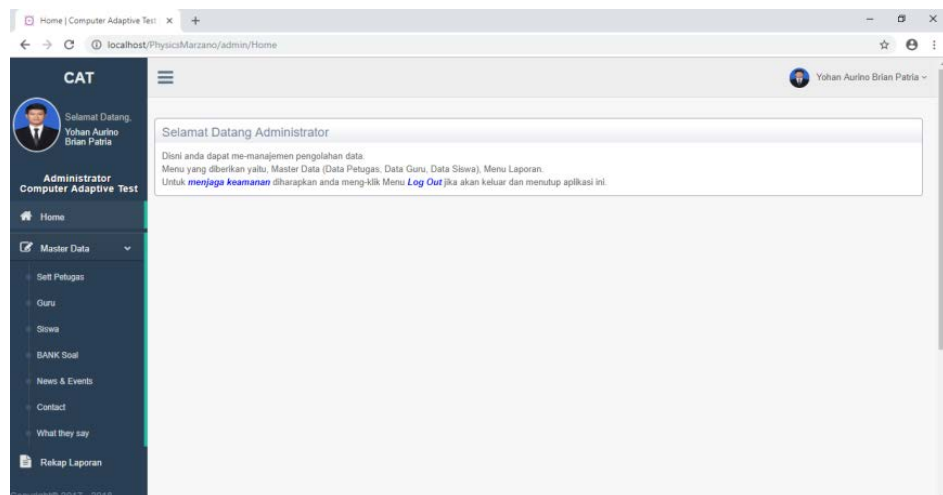 Home | Computer Adaptive Test
localhost/PhysicsMarzano/admin/Home
CAT
Selamat Datang,
Yohan Aurino
Brian Patria
Administrator
Computer Adaptive Test
Home
Master Data
Sett Petugas
Guru
Siswa
BANK Soal
News & Events
Contact
What they say
Rekap Laporan
Yohan Aurino Brian Patria
Selamat Datang Administrator
Disni anda dapat me-manajemen pengolahan data.
Menu yang diberikan yaitu, Master Data (Data Petugas, Data Guru, Data Siswa), Menu Laporan.
Untuk menjaga keamanan diharapkan anda meng-klik Menu Log Out jika akan keluar dan menutup aplikasi ini.